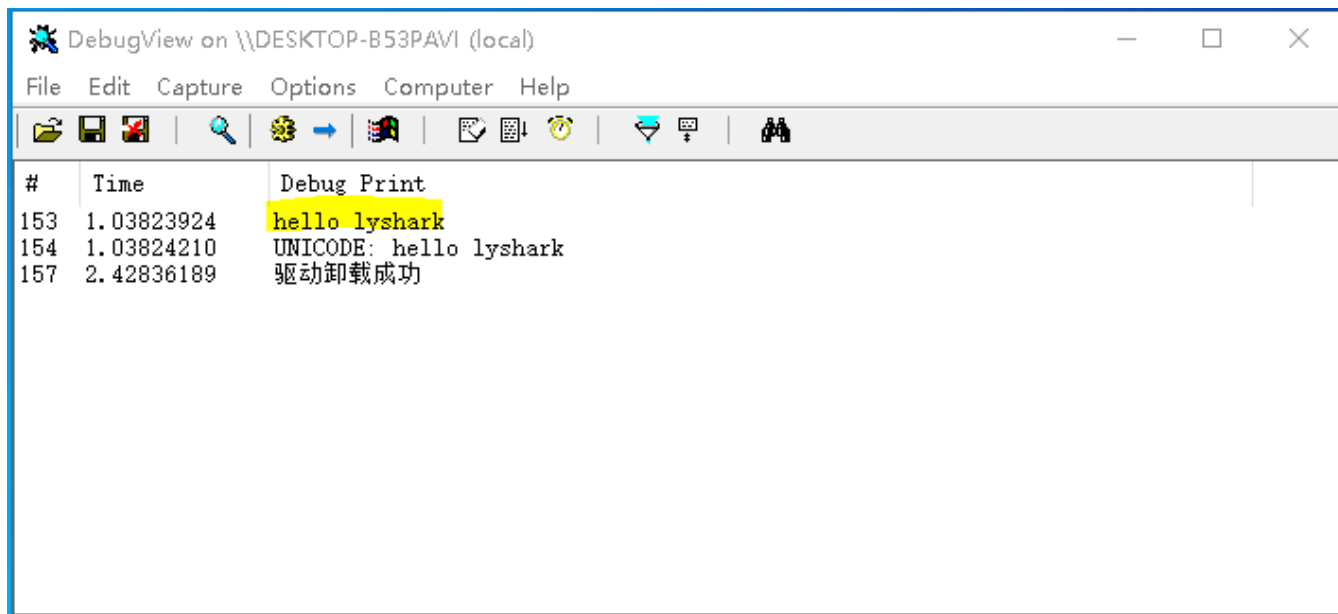 DebugView on \\DESKTOP-B53PAVI (local)
File Edit Capture Options Computer Help
# Time Debug Print
153 1.03823924 hello lyshark
154 1.03824210 UNICODE: hello lyshark
157 2.42836189 驱动卸载成功